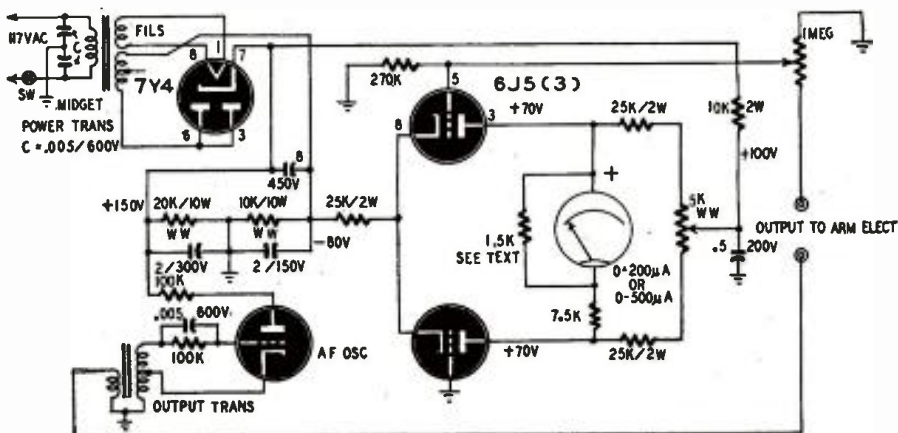 117VAC
FILS
8
1
7
C
C
7Y4
SW
MIDGET
POWER TRANS
C=.005/600V
6
3
270K
5
6J5(3)
1MEG
8
3
+70V
25K/2W
10K
2W
+100V
8
450V
+150V
20K/10W
WW
10K/10W
WW
25K/2W
-80V
+
1.5K
SEE TEXT
5K
WW
OUTPUT TO ARM ELECT
.5
200V
0-200μA
OR
0-500μA
2/300V
2/150V
100K
7.5K
.005
600V
100K
AF OSC
+70V
25K/2W
OUTPUT TRANS